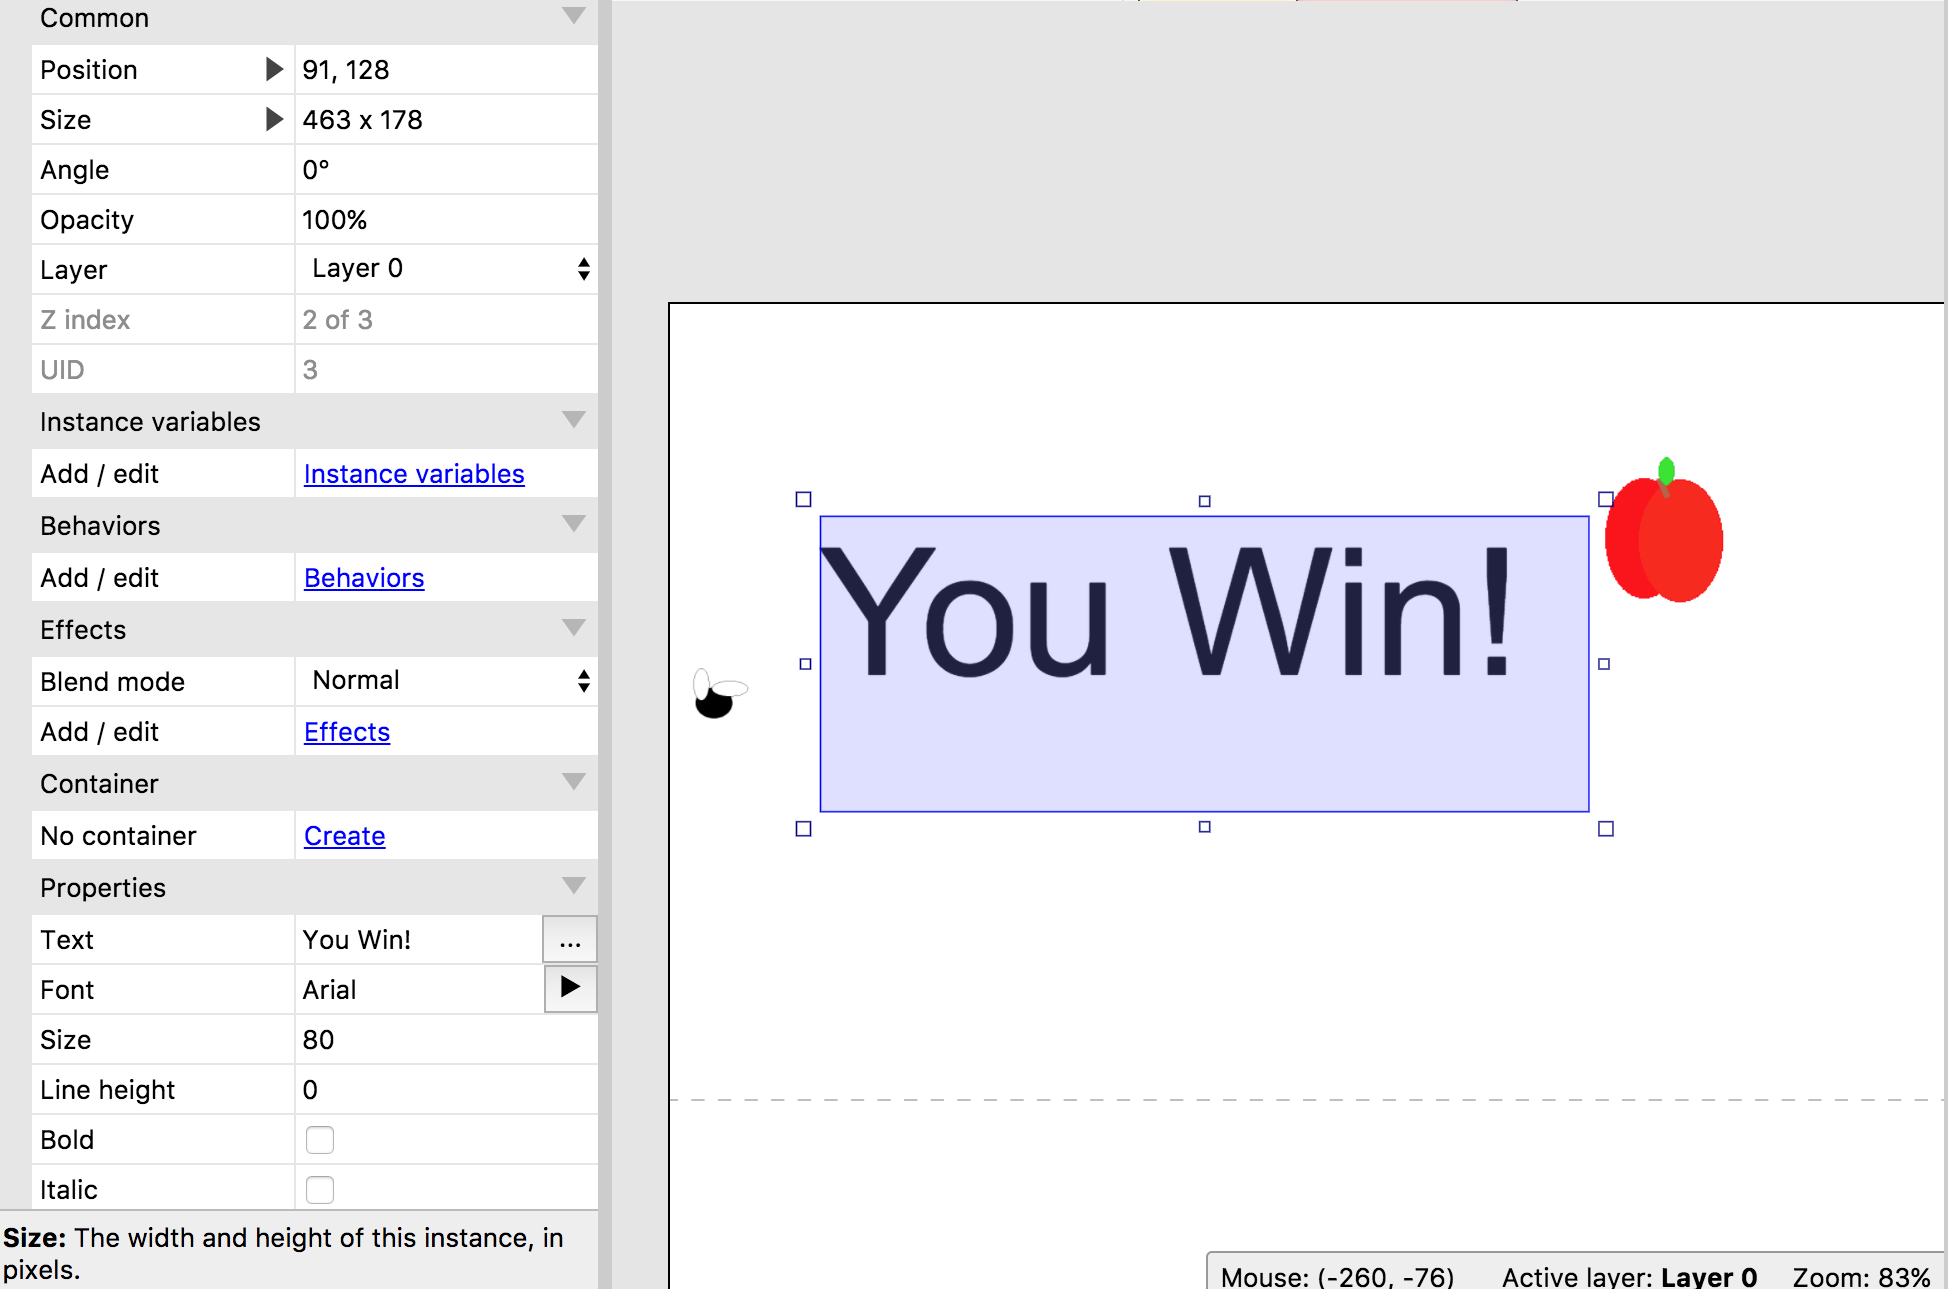 Common
Position 91, 128
Size 463 x 178
Angle 0°
Opacity 100%
Layer Layer 0
Z index 2 of 3
UID 3
Instance variables
Add / edit Instance variables
Behaviors
Add / edit Behaviors
Effects
Blend mode Normal
Add / edit Effects
Container
No container Create
Properties
Text You Win! ...
Font Arial
Size 80
Line height 0
Bold
Italic
Size: The width and height of this instance, in
pixels.
You Win!
Mouse: (-260, -76) Active layer: Layer 0 Zoom: 83%